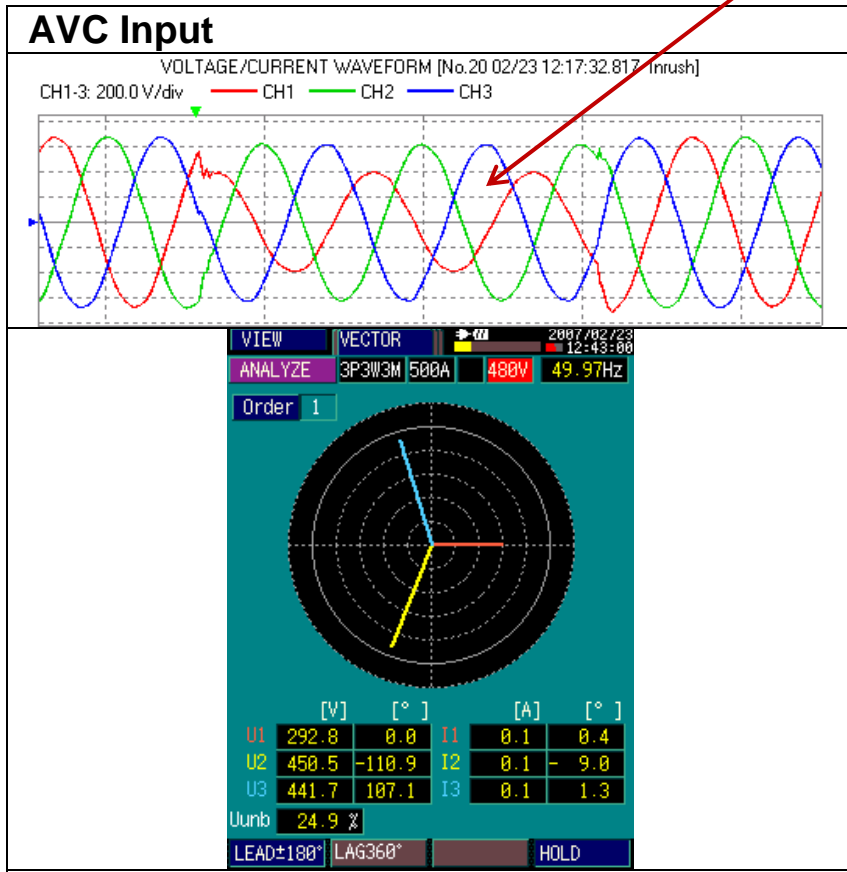 AVC Input
VOLTAGE/CURRENT WAVEFORM [No.20 02/23 12:17:32.817 Inrush]
CH1-3: 200.0 V/div CH1 CH2 CH3
VIEW VECTOR 2007/02/23
12:43:00
ANALYZE 3P3W3M 500A 480V 49.97Hz
Order 1
[V] [° ] [A] [° ]
U1 292.8 0.0 I1 0.1 0.4
U2 450.5 -110.9 I2 0.1 - 9.0
U3 441.7 107.1 I3 0.1 1.3
Uunb 24.9 %
LEAD±180° LAG360° HOLD